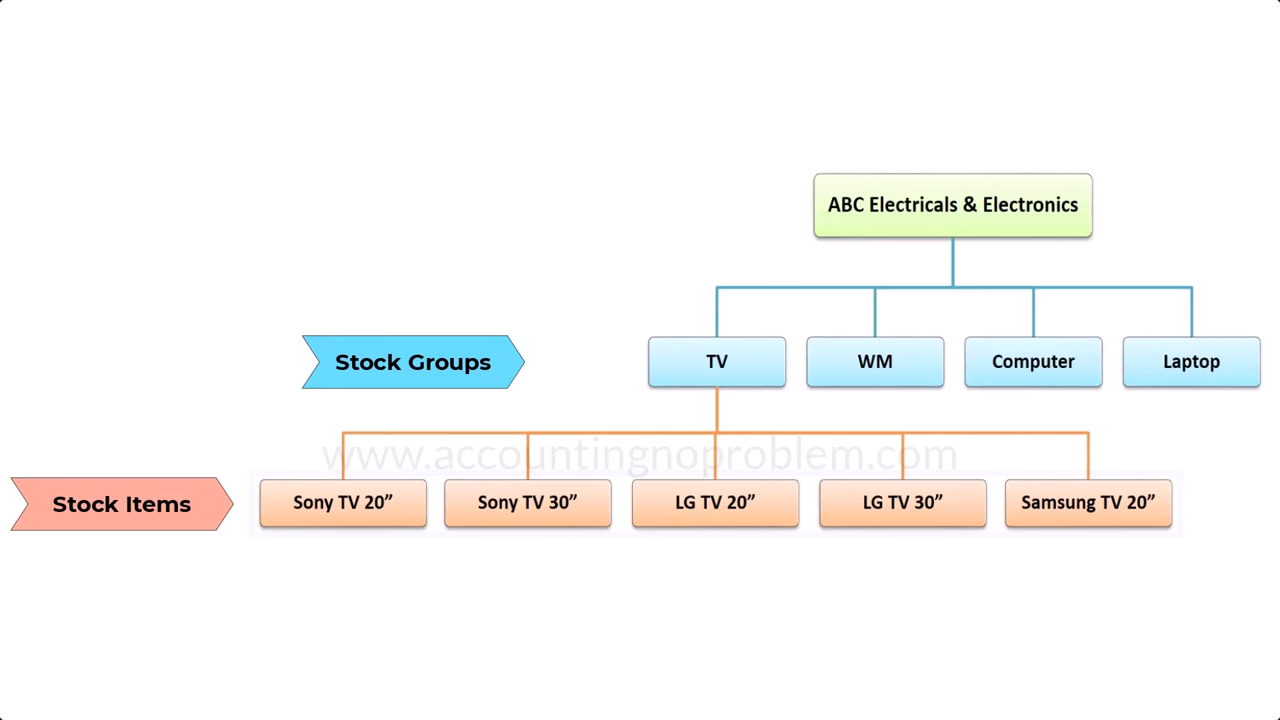 ABC Electricals & Electronics
Stock Groups
TV
WM
Computer
Laptop
www.accountingnoproblem.com
Stock Items
Sony TV 20”
Sony TV 30”
LG TV 20”
LG TV 30”
Samsung TV 20”